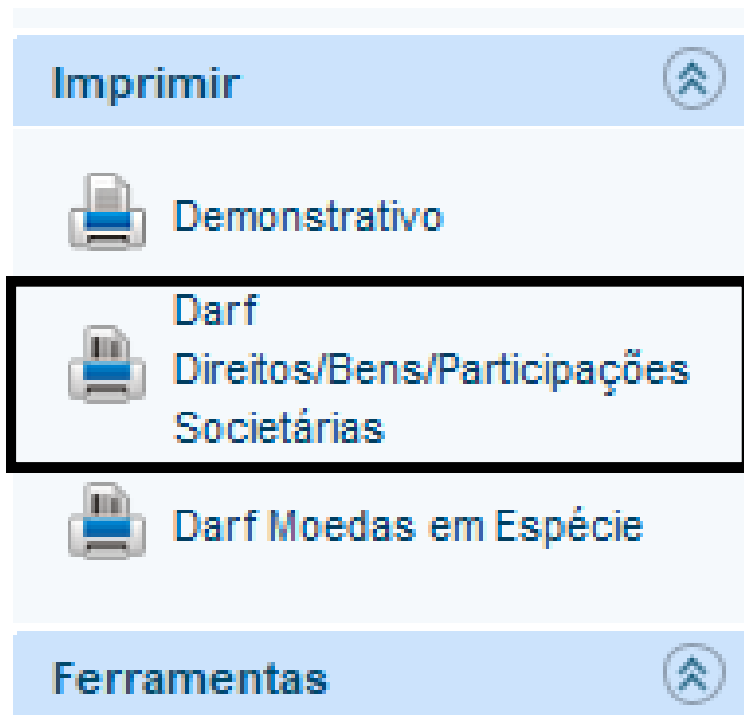 Imprimir
Demonstrativo
Darf
Direitos/Bens/Participações
Societárias
Darf Moedas em Espécie
Ferramentas